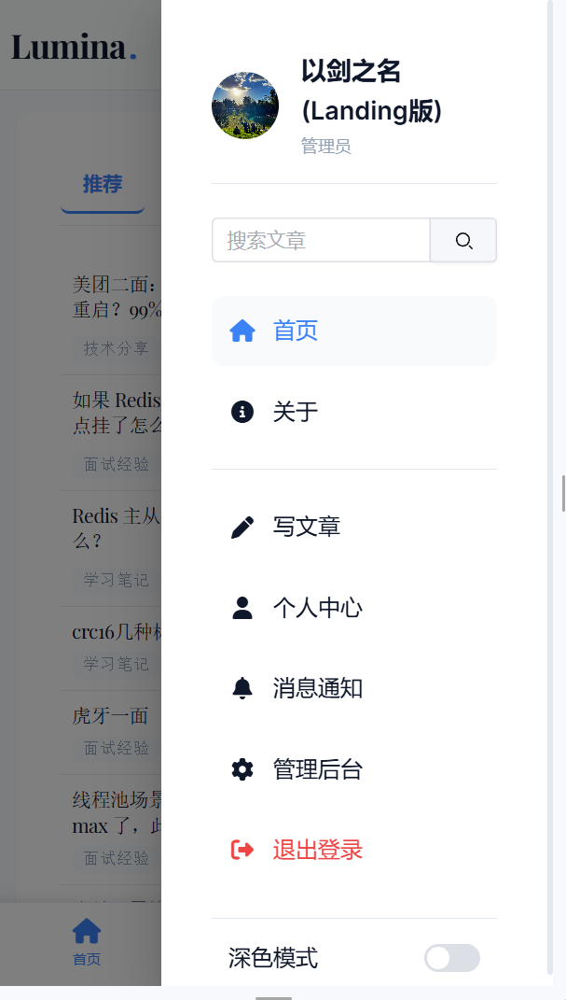 Lumina.
推荐
美团二面：
重启？99%
技术分享
如果 Redis
点挂了怎么
面试经验
Redis 主从
么？
学习笔记
crc16几种
学习笔记
虎牙一面
面试经验
线程池场景
max 了，
面试经验
首页
以剑之名
(Landing版)
管理员
搜索文章
首页
关于
写文章
个人中心
消息通知
管理后台
退出登录
深色模式